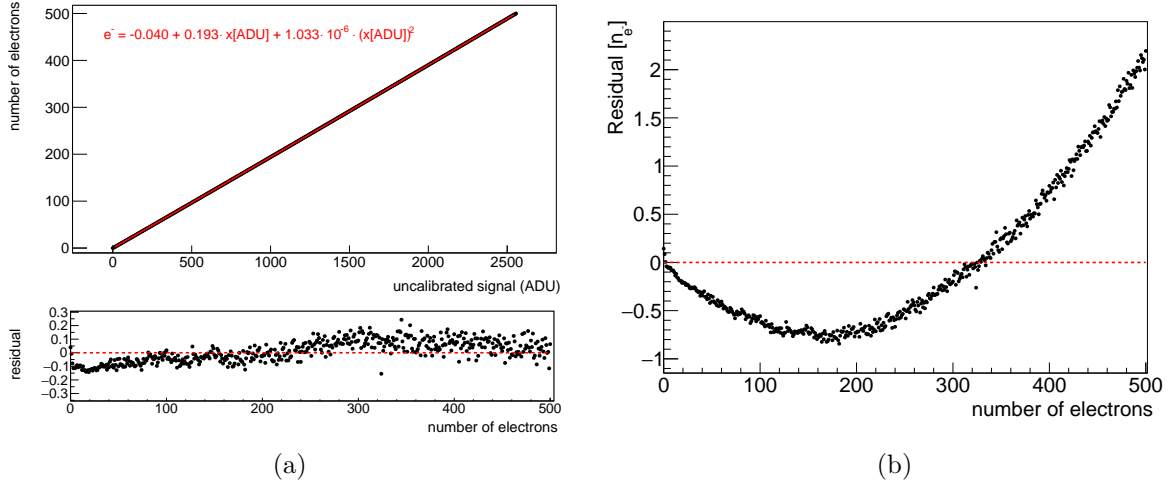 number of electrons
500
400
300
200
100
0
e⁻ = -0.040 + 0.193· x[ADU] + 1.033· 10⁻⁶ · (x[ADU])²
0 500 1000 1500 2000 2500
uncalibrated signal (ADU)
residual
0.3
0.2
0.1
0
−0.1
−0.2
−0.3
0 100 200 300 400 500
number of electrons
(a)
Residual [n_e⁻]
2
1.5
1
0.5
0
−0.5
−1
0 100 200 300 400 500
number of electrons
(b)